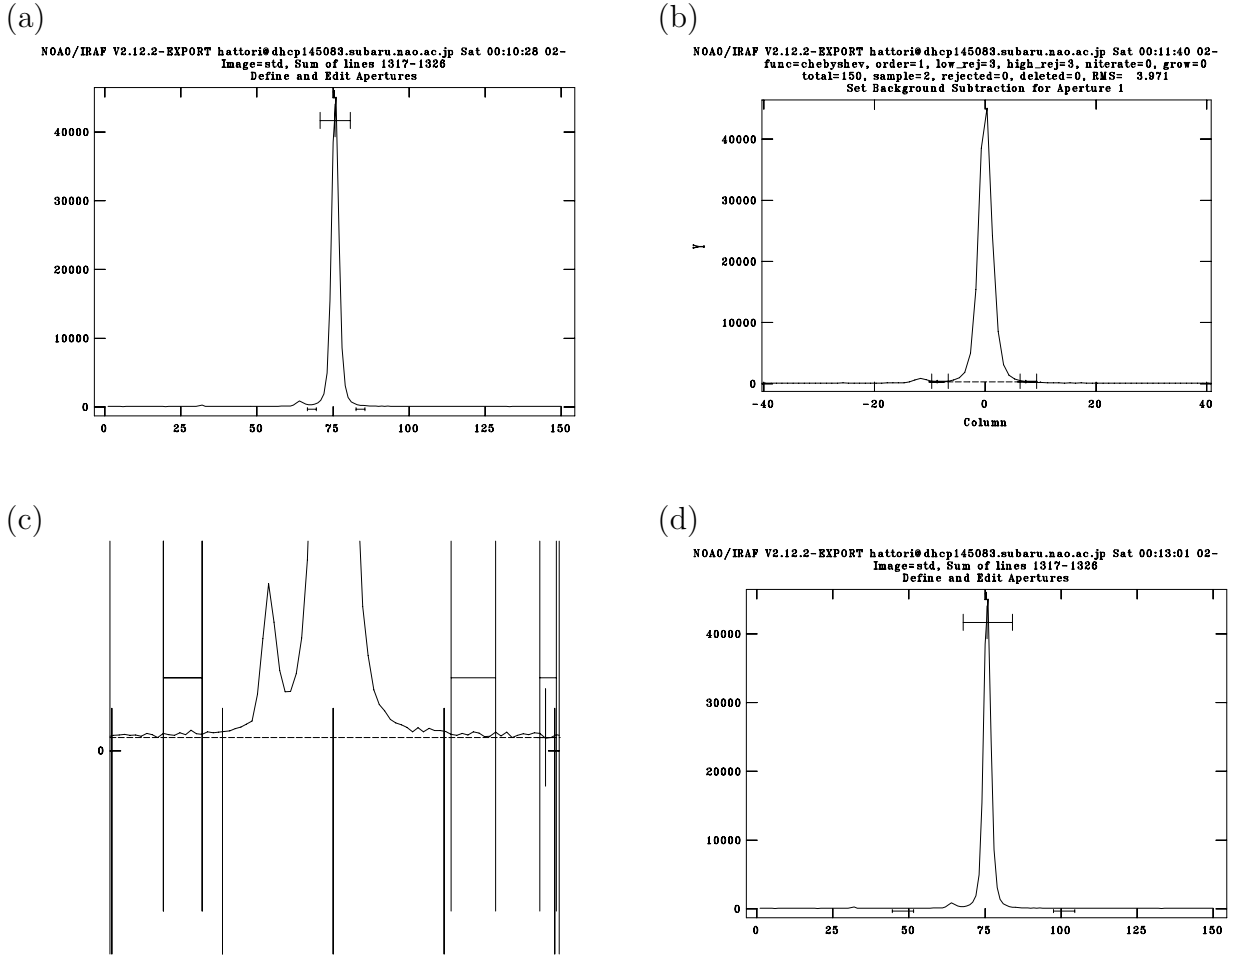 (a)
NOAO/IRAF V2.12.2-EXPORT hattori@dhcp145083.subaru.nao.ac.jp Sat 00:10:28 02-
Image=std, Sum of lines 1317-1326
Define and Edit Apertures
40000
30000
20000
10000
0
0 25 50 75 100 125 150
(b)
NOAO/IRAF V2.12.2-EXPORT hattori@dhcp145083.subaru.nao.ac.jp Sat 00:11:40 02-
func=chebyshev, order=1, low_rej=3, high_rej=3, niterate=0, grow=0
total=150, sample=2, rejected=0, deleted=0, RMS= 3.971
Set Background Subtraction for Aperture 1
40000
30000
Y
20000
10000
0
-40 -20 0 20 40
Column
(c)
0
(d)
NOAO/IRAF V2.12.2-EXPORT hattori@dhcp145083.subaru.nao.ac.jp Sat 00:13:01 02-
Image=std, Sum of lines 1317-1326
Define and Edit Apertures
40000
30000
20000
10000
0
0 25 50 75 100 125 150